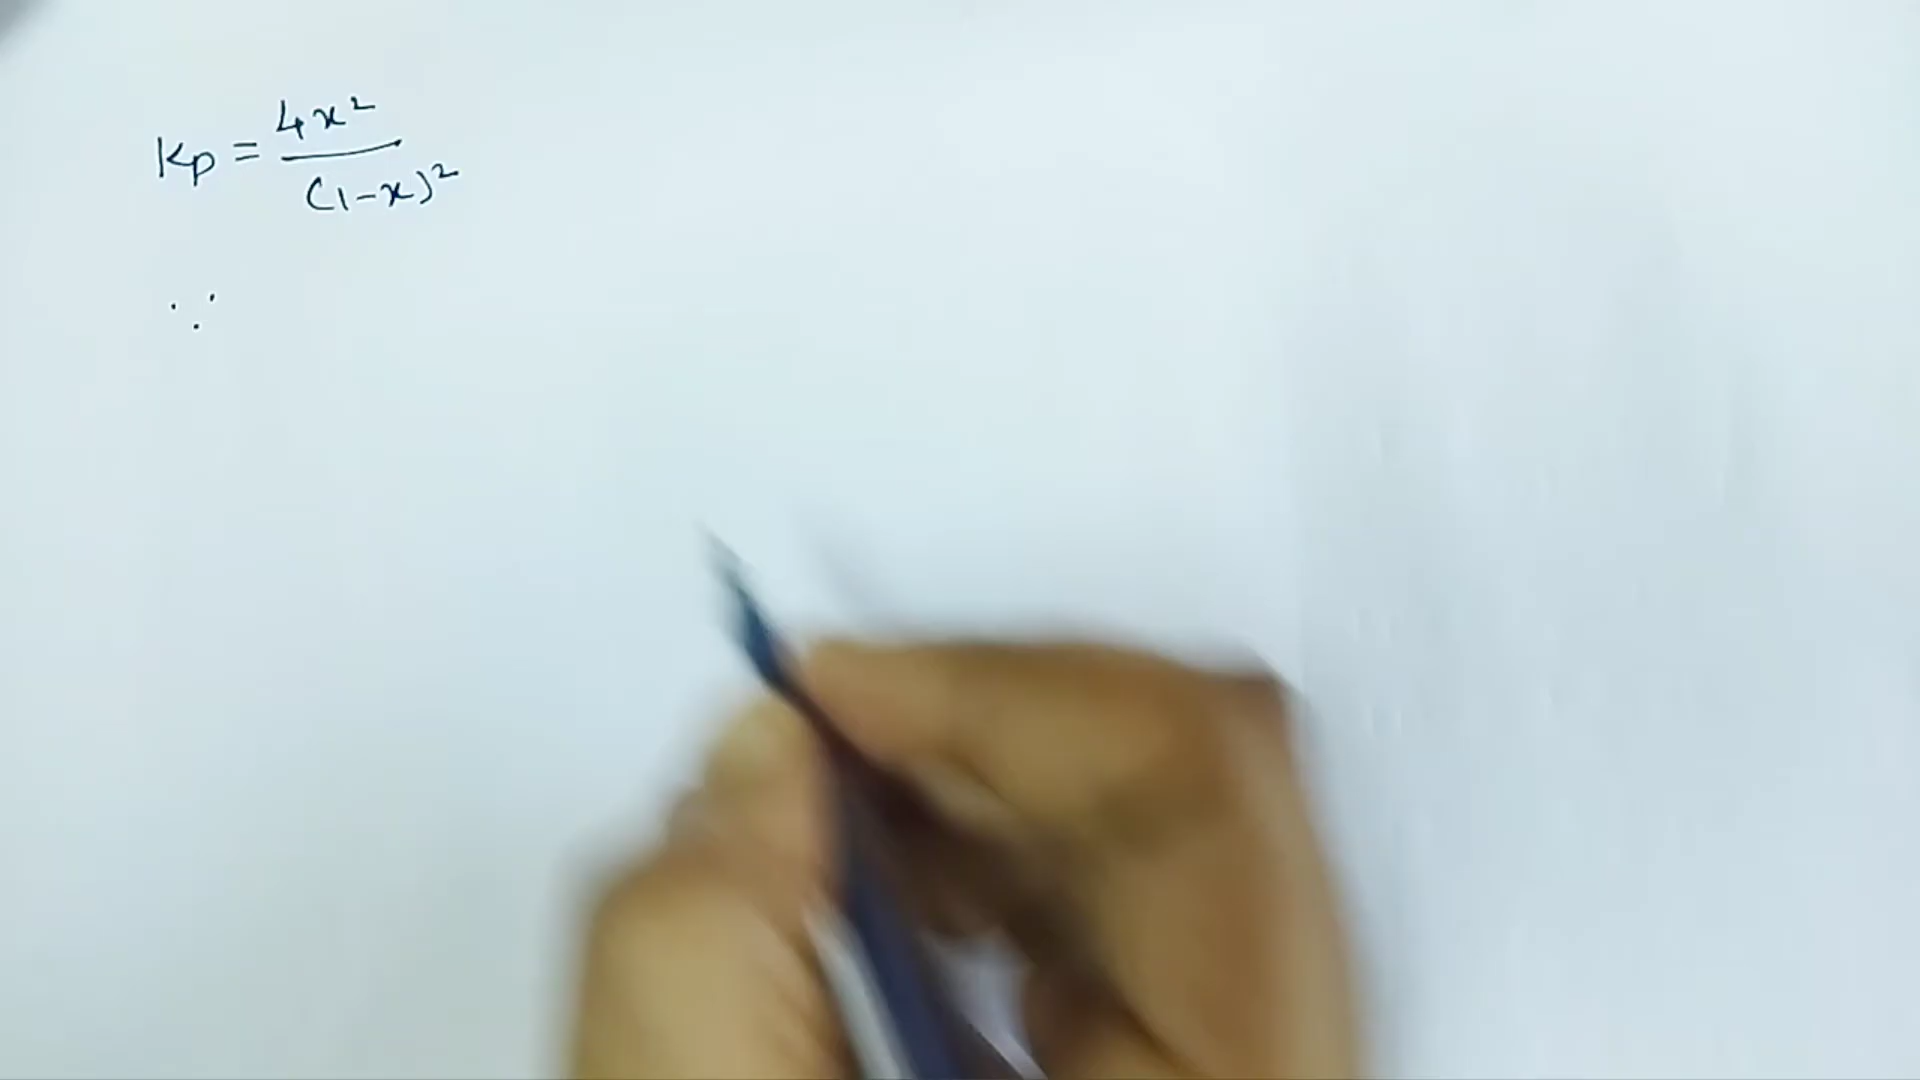 Kp = 4x² / (1-x)²
∵